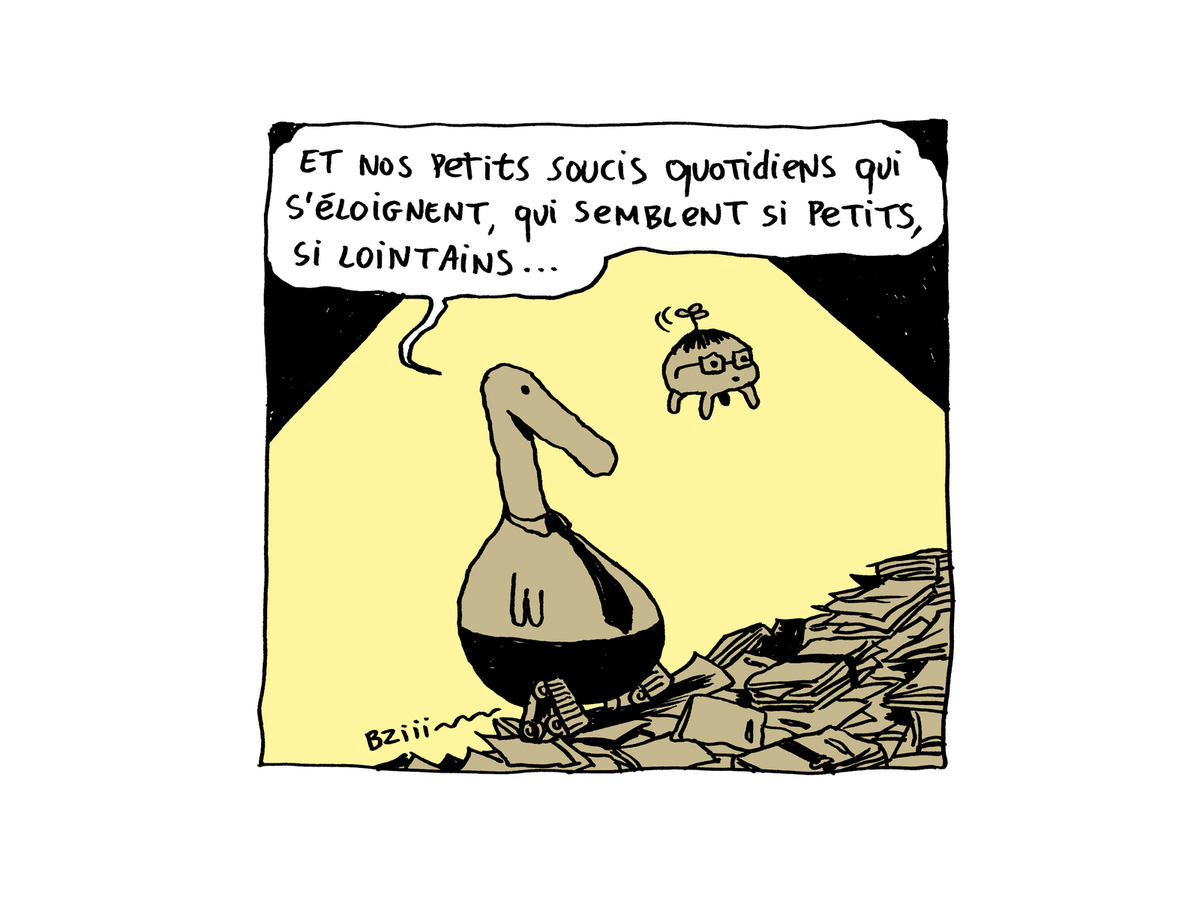 ET NOS PETITS SOUCIS QUOTIDIENS QUI
S'ÉLOIGNENT, QUI SEMBLENT SI PETITS,
SI LOINTAINS...
BZiii